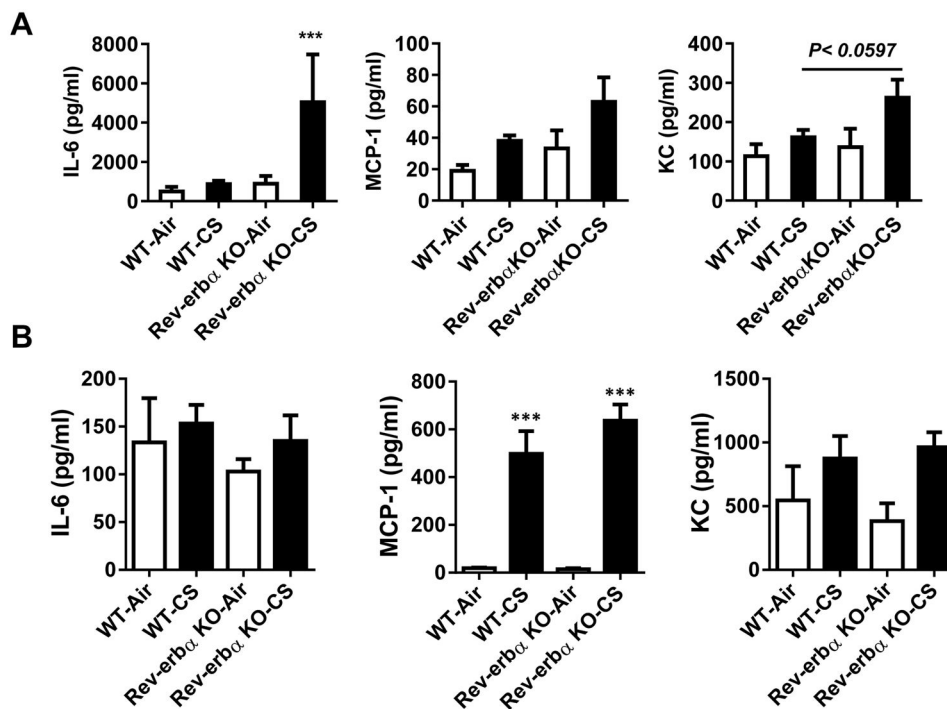 A
IL-6 (pg/ml)
8000
6000
4000
2000
0
***
WT-Air
WT-CS
Rev-erbα KO-Air
Rev-erbα KO-CS
MCP-1 (pg/ml)
100
80
60
40
20
0
WT-Air
WT-CS
Rev-erbαKO-Air
Rev-erbαKO-CS
KC (pg/ml)
400
300
200
100
0
P< 0.0597
WT-Air
WT-CS
Rev-erbαKO-Air
Rev-erbαKO-CS
B
IL-6 (pg/ml)
200
150
100
50
0
WT-Air
WT-CS
Rev-erbα KO-Air
Rev-erbα KO-CS
MCP-1 (pg/ml)
800
600
400
200
0
***
***
WT-Air
WT-CS
Rev-erbα KO-Air
Rev-erbα KO-CS
KC (pg/ml)
1500
1000
500
0
WT-Air
WT-CS
Rev-erbα KO-Air
Rev-erbα KO-CS